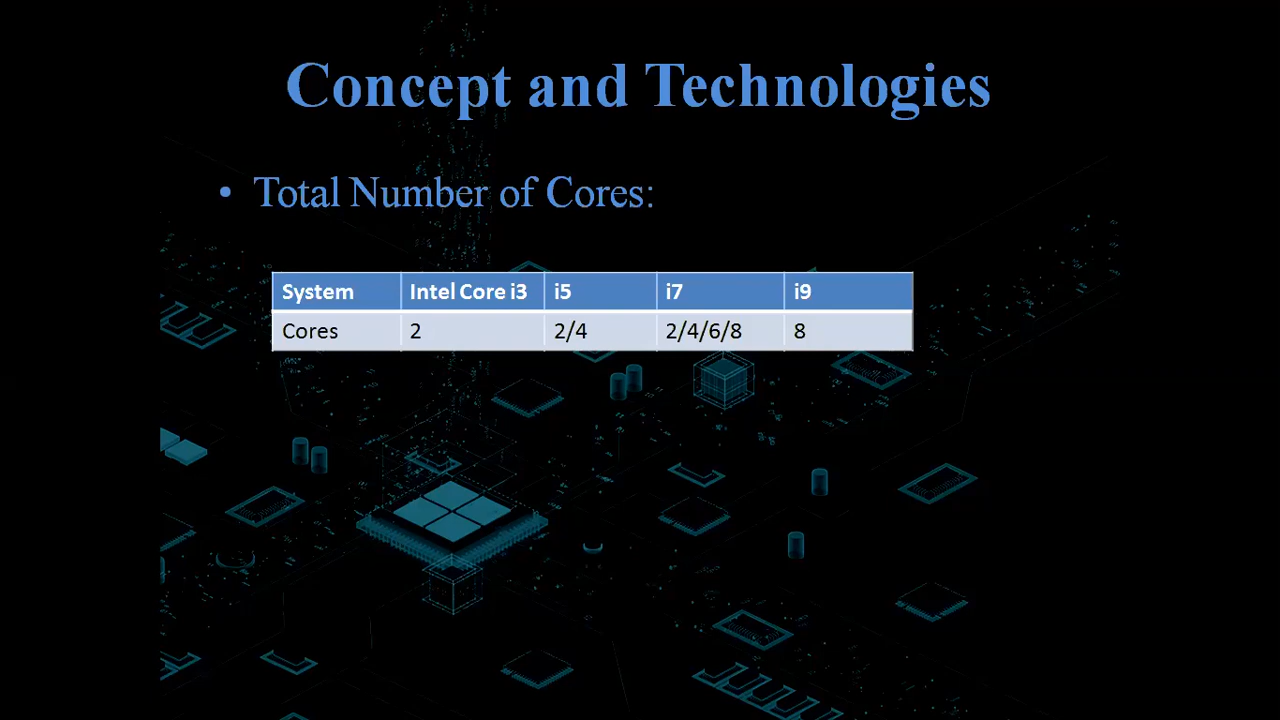 Concept and Technologies
• Total Number of Cores:
System Intel Core i3 i5 i7 i9
Cores 2 2/4 2/4/6/8 8